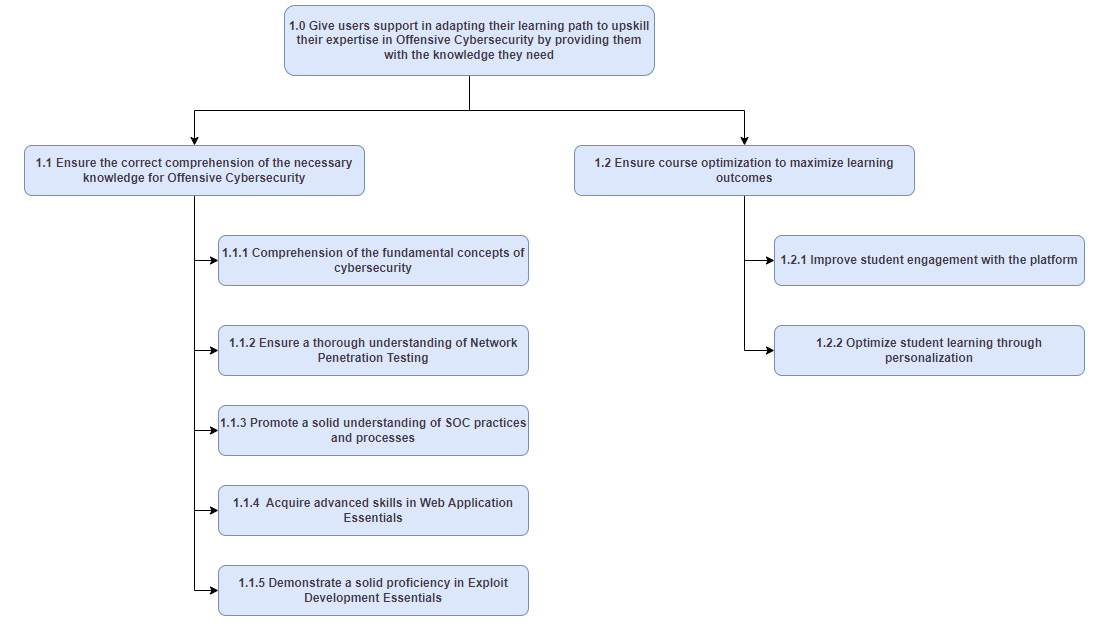 1.0 Give users support in adapting their learning path to upskill
their expertise in Offensive Cybersecurity by providing them
with the knowledge they need
1.1 Ensure the correct comprehension of the necessary
knowledge for Offensive Cybersecurity
1.2 Ensure course optimization to maximize learning
outcomes
1.1.1 Comprehension of the fundamental concepts of
cybersecurity
1.1.2 Ensure a thorough understanding of Network
Penetration Testing
1.1.3 Promote a solid understanding of SOC practices
and processes
1.1.4  Acquire advanced skills in Web Application
Essentials
1.1.5 Demonstrate a solid proficiency in Exploit
Development Essentials
1.2.1 Improve student engagement with the platform
1.2.2 Optimize student learning through
personalization